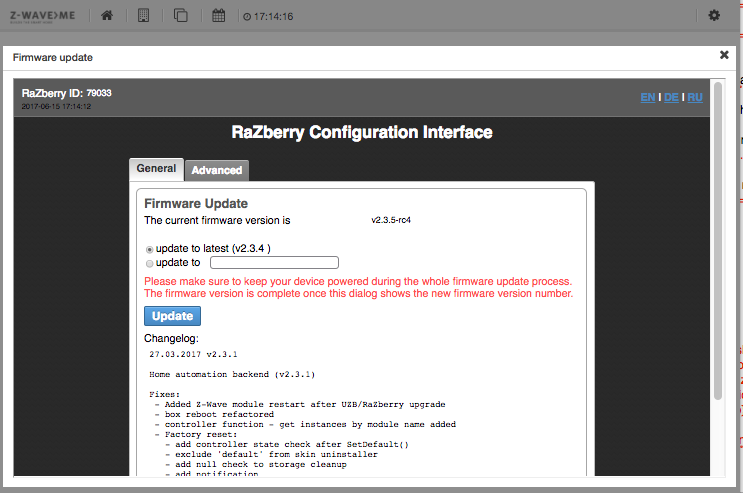 Z-WAVE>ME
17:14:16
Firmware update
RaZberry ID: 79033
2017-06-15 17:14:12
EN I DE I RU
RaZberry Configuration Interface
General
Advanced
Firmware Update
The current firmware version is v2.3.5-rc4
update to latest (v2.3.4 )
update to
Please make sure to keep your device powered during the whole firmware update process.
The firmware version is complete once this dialog shows the new firmware version number.
Update
Changelog:
27.03.2017 v2.3.1
Home automation backend (v2.3.1)
Fixes:
- Added Z-Wave module restart after UZB/RaZberry upgrade
- box reboot refactored
- controller function - get instances by module name added
- Factory reset:
- add controller state check after SetDefault()
- exclude 'default' from skin uninstaller
- add null check to storage cleanup
- add notification